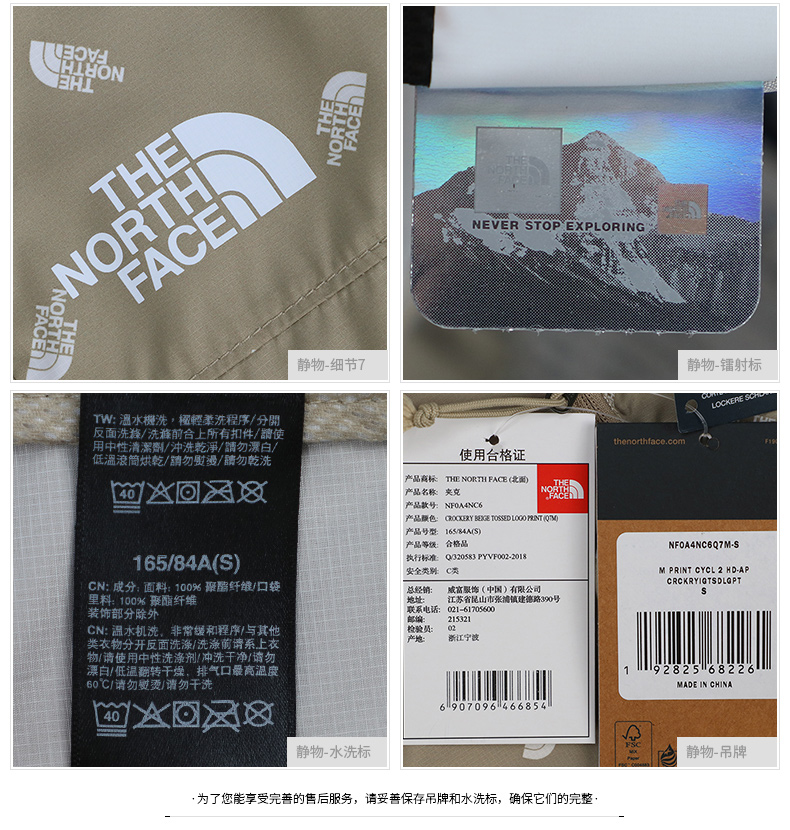 THE
NORTH
FACE
THE
NORTH
FACE
THE
NORTH
FACE
THE
NORTH
FACE
静物-细节7
NEVER STOP EXPLORING
静物-镭射标
TW: 溫水機洗，極輕柔洗程序/分開
反面洗滌/洗滌前合上所有扣件/請使
用中性清潔劑/沖洗乾淨/請勿漂白/
低溫滾筒烘乾/請勿熨燙/請勿乾洗
40
165/84A(S)
CN: 成分: 面料: 100% 聚酯纤维/口袋
里料: 100% 聚酯纤维
装饰部分除外
CN: 温水机洗，非常缓和程序/与其他
类衣物分开反面洗涤/洗涤前请系上衣
物/请使用中性洗涤剂/冲洗干净/请勿
漂白/低温翻转干燥，排气口最高温度
60℃/请勿熨烫/请勿干洗
40
静物-水洗标
使用合格证
产品商标: THE NORTH FACE (北面)
产品名称: 夹克
产品款号: NF0A4NC6
产品颜色: CROCKERY BEIGE TOSSED LOGO PRINT (Q7M)
产品号型: 165/84A(S)
产品等级: 合格品
执行标准: Q/320583 PYVF002-2018
安全类别: C类
THE
NORTH
FACE
总经销: 威富服饰（中国）有限公司
地址: 江苏省昆山市张浦镇建德路390号
联系电话: 021-61705600
邮编: 215321
检验员: 02
产地: 浙江宁波
6 907096 466854
LOCKERE SCHL
thenorthface.com
F19
NF0A4NC6Q7M-S
M PRINT CYCL 2 HD-AP
CRCKRYIGTSDLGPT
S
1 92825 68226
MADE IN CHINA
FSC
MIX
Paper
静物-吊牌
·为了您能享受完善的售后服务，请妥善保存吊牌和水洗标，确保它们的完整·